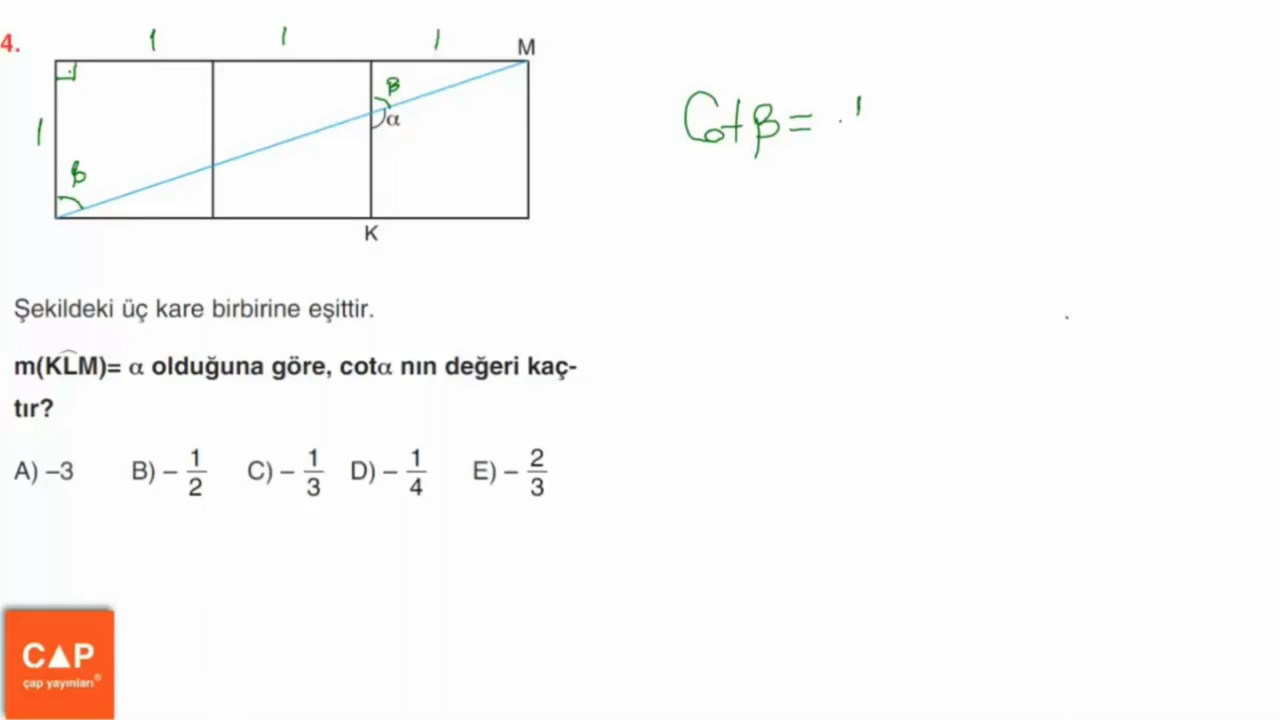 4.
1 1 1 M
1
β
β
α
K
Cotβ = 1
Şekildeki üç kare birbirine eşittir.
m(KLM)= α olduğuna göre, cotα nın değeri kaç-
tır?
A) –3 B) – 1/2 C) – 1/3 D) – 1/4 E) – 2/3
CAP
çap yayınları®